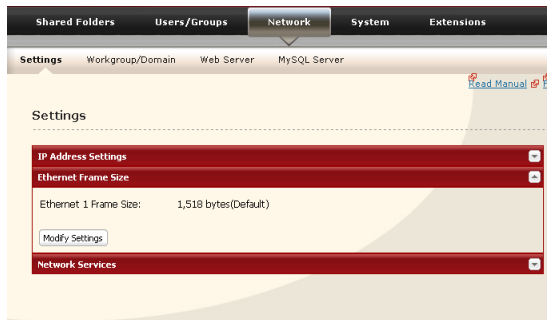 Shared Folders Users/Groups Network System Extensions
Settings Workgroup/Domain Web Server MySQL Server
Read Manual
Settings
IP Address Settings
Ethernet Frame Size
Ethernet 1 Frame Size: 1,518 bytes(Default)
Modify Settings
Network Services